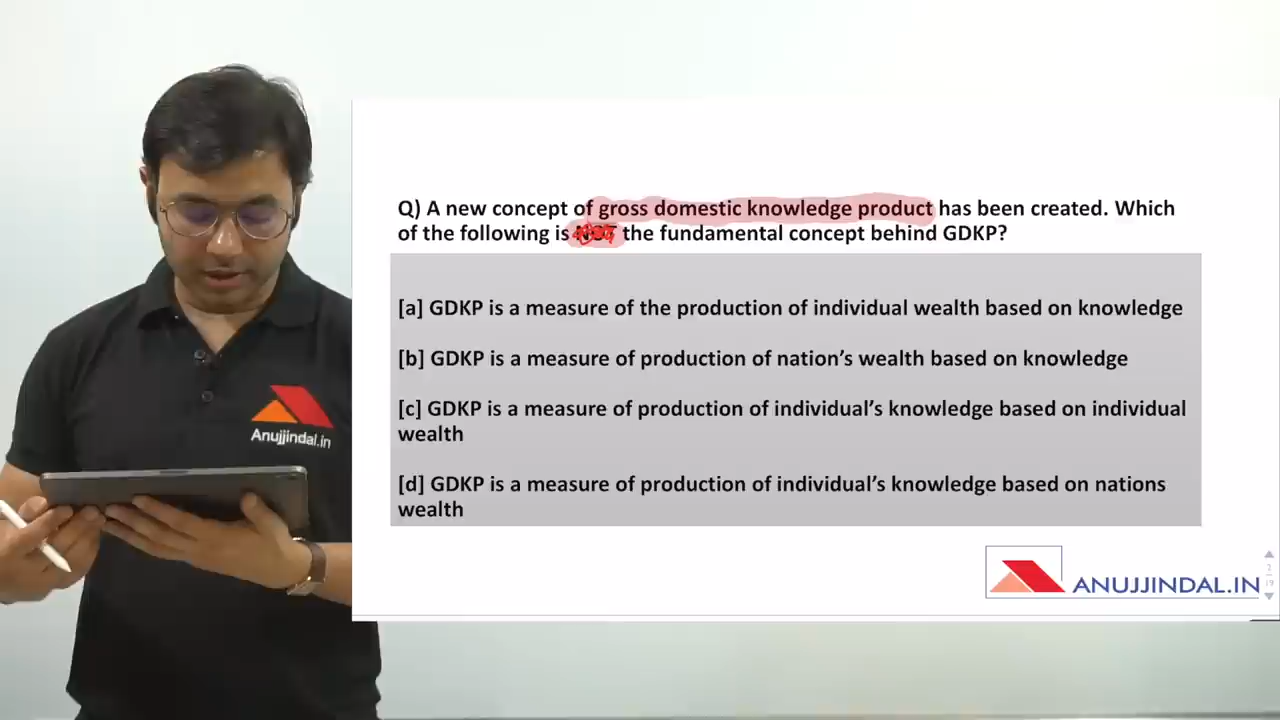 Q) A new concept of gross domestic knowledge product has been created. Which
of the following is NOT the fundamental concept behind GDKP?
[a] GDKP is a measure of the production of individual wealth based on knowledge
[b] GDKP is a measure of production of nation's wealth based on knowledge
[c] GDKP is a measure of production of individual's knowledge based on individual
wealth
[d] GDKP is a measure of production of individual's knowledge based on nations
wealth
Anujjindal.in
ANUJJINDAL.IN